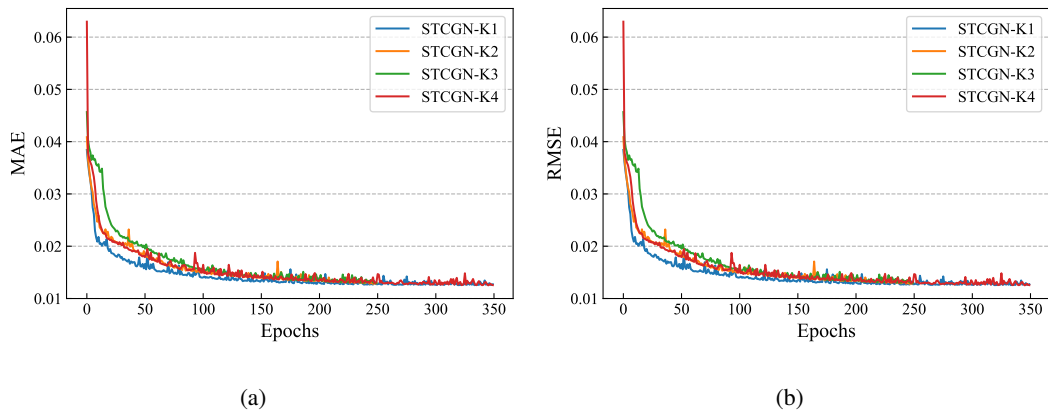 0.06
0.05
0.04
0.03
0.02
0.01
MAE
0 50 100 150 200 250 300 350
Epochs
STCGN-K1
STCGN-K2
STCGN-K3
STCGN-K4
(a)
0.06
0.05
0.04
0.03
0.02
0.01
RMSE
0 50 100 150 200 250 300 350
Epochs
STCGN-K1
STCGN-K2
STCGN-K3
STCGN-K4
(b)